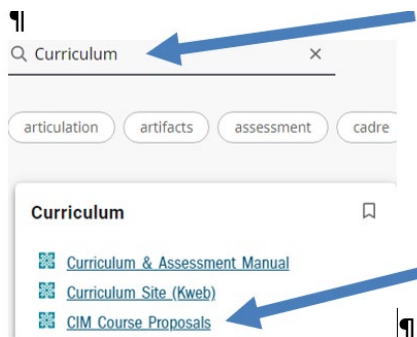 ¶
Curriculum ×
articulation artifacts assessment cadre
Curriculum
Curriculum & Assessment Manual
Curriculum Site (Kweb)
CIM Course Proposals
¶